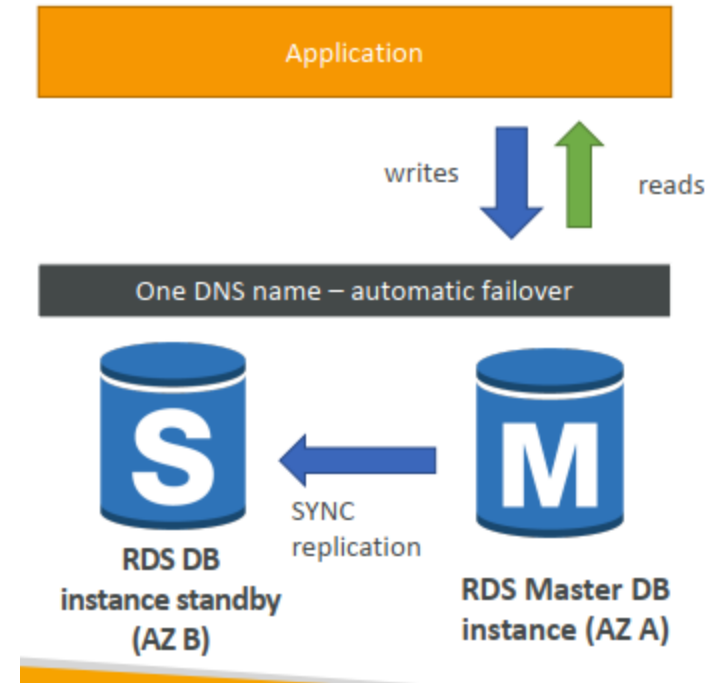 Application
writes
reads
One DNS name – automatic failover
S
M
SYNC
replication
RDS DB
instance standby
(AZ B)
RDS Master DB
instance (AZ A)